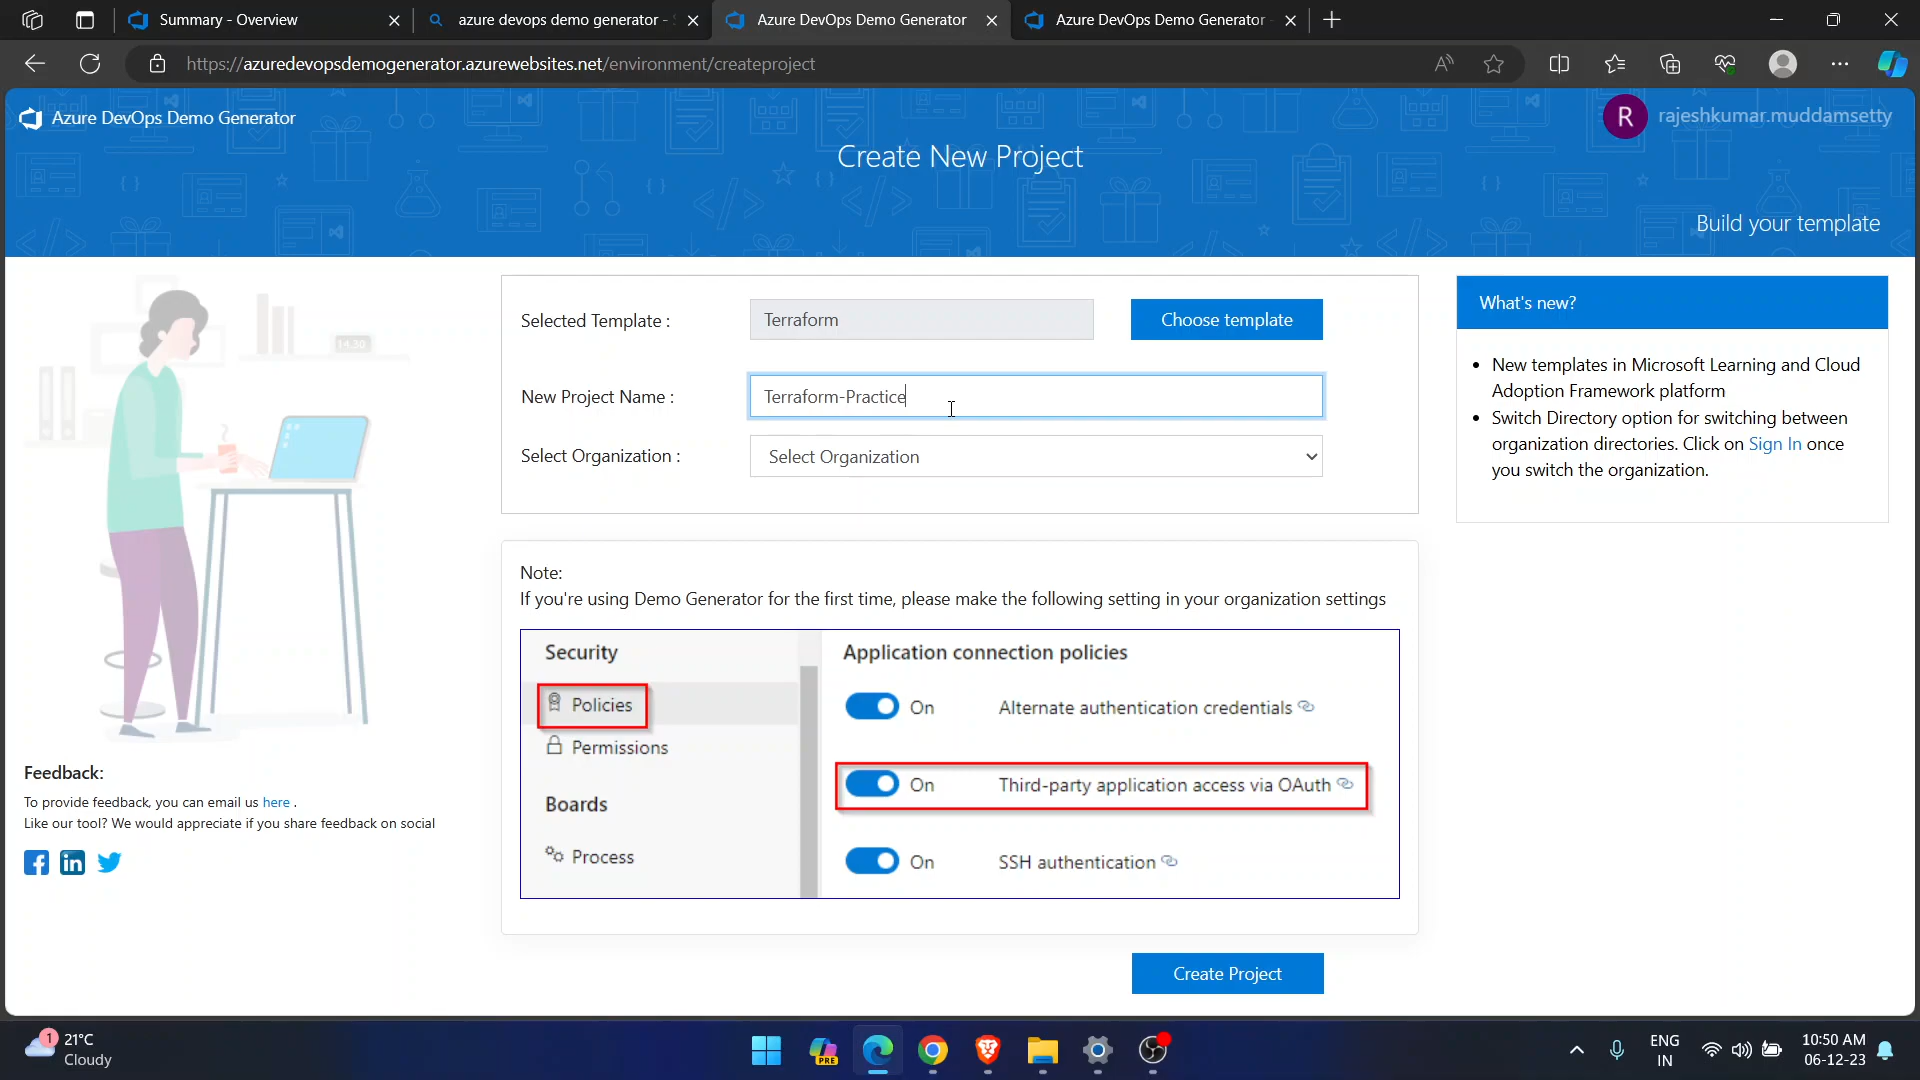 Summary - Overview
azure devops demo generator -
Azure DevOps Demo Generator
Azure DevOps Demo Generator
https://azuredevopsdemogenerator.azurewebsites.net/environment/createproject
Azure DevOps Demo Generator
R
rajeshkumar.muddamsetty
Create New Project
Build your template
Selected Template :
Terraform
Choose template
New Project Name :
Terraform-Practice
Select Organization :
Select Organization
What's new?
New templates in Microsoft Learning and Cloud
Adoption Framework platform
Switch Directory option for switching between
organization directories. Click on Sign In once
you switch the organization.
14.30
Note:
If you're using Demo Generator for the first time, please make the following setting in your organization settings
Security
Policies
Permissions
Boards
Process
Application connection policies
On Alternate authentication credentials
On Third-party application access via OAuth
On SSH authentication
Feedback:
To provide feedback, you can email us here .
Like our tool? We would appreciate if you share feedback on social
Create Project
1
21°C
Cloudy
PRE
ENG
IN
10:50 AM
06-12-23